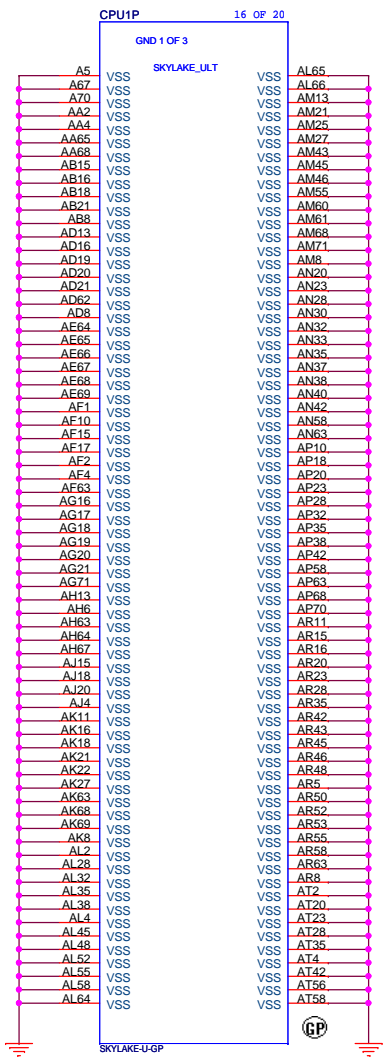 CPU1P 16 OF 20
GND 1 OF 3
SKYLAKE_ULT
A5 VSS VSS AL65
A67 VSS VSS AL66
A70 VSS VSS AM13
AA2 VSS VSS AM21
AA4 VSS VSS AM25
AA65 VSS VSS AM27
AA68 VSS VSS AM43
AB15 VSS VSS AM45
AB16 VSS VSS AM46
AB18 VSS VSS AM55
AB21 VSS VSS AM60
AB8 VSS VSS AM61
AD13 VSS VSS AM68
AD16 VSS VSS AM71
AD19 VSS VSS AM8
AD20 VSS VSS AN20
AD21 VSS VSS AN23
AD62 VSS VSS AN28
AD8 VSS VSS AN30
AE64 VSS VSS AN32
AE65 VSS VSS AN33
AE66 VSS VSS AN35
AE67 VSS VSS AN37
AE68 VSS VSS AN38
AE69 VSS VSS AN40
AF1 VSS VSS AN42
AF10 VSS VSS AN58
AF15 VSS VSS AN63
AF17 VSS VSS AP10
AF2 VSS VSS AP18
AF4 VSS VSS AP20
AF63 VSS VSS AP23
AG16 VSS VSS AP28
AG17 VSS VSS AP32
AG18 VSS VSS AP35
AG19 VSS VSS AP38
AG20 VSS VSS AP42
AG21 VSS VSS AP58
AG71 VSS VSS AP63
AH13 VSS VSS AP68
AH6 VSS VSS AP70
AH63 VSS VSS AR11
AH64 VSS VSS AR15
AH67 VSS VSS AR16
AJ15 VSS VSS AR20
AJ18 VSS VSS AR23
AJ20 VSS VSS AR28
AJ4 VSS VSS AR35
AK11 VSS VSS AR42
AK16 VSS VSS AR43
AK18 VSS VSS AR45
AK21 VSS VSS AR46
AK22 VSS VSS AR48
AK27 VSS VSS AR5
AK63 VSS VSS AR50
AK68 VSS VSS AR52
AK69 VSS VSS AR53
AK8 VSS VSS AR55
AL2 VSS VSS AR58
AL28 VSS VSS AR63
AL32 VSS VSS AR8
AL35 VSS VSS AT2
AL38 VSS VSS AT20
AL4 VSS VSS AT23
AL45 VSS VSS AT28
AL48 VSS VSS AT35
AL52 VSS VSS AT4
AL55 VSS VSS AT42
AL58 VSS VSS AT56
AL64 VSS VSS AT58
GP
SKYLAKE-U-GP